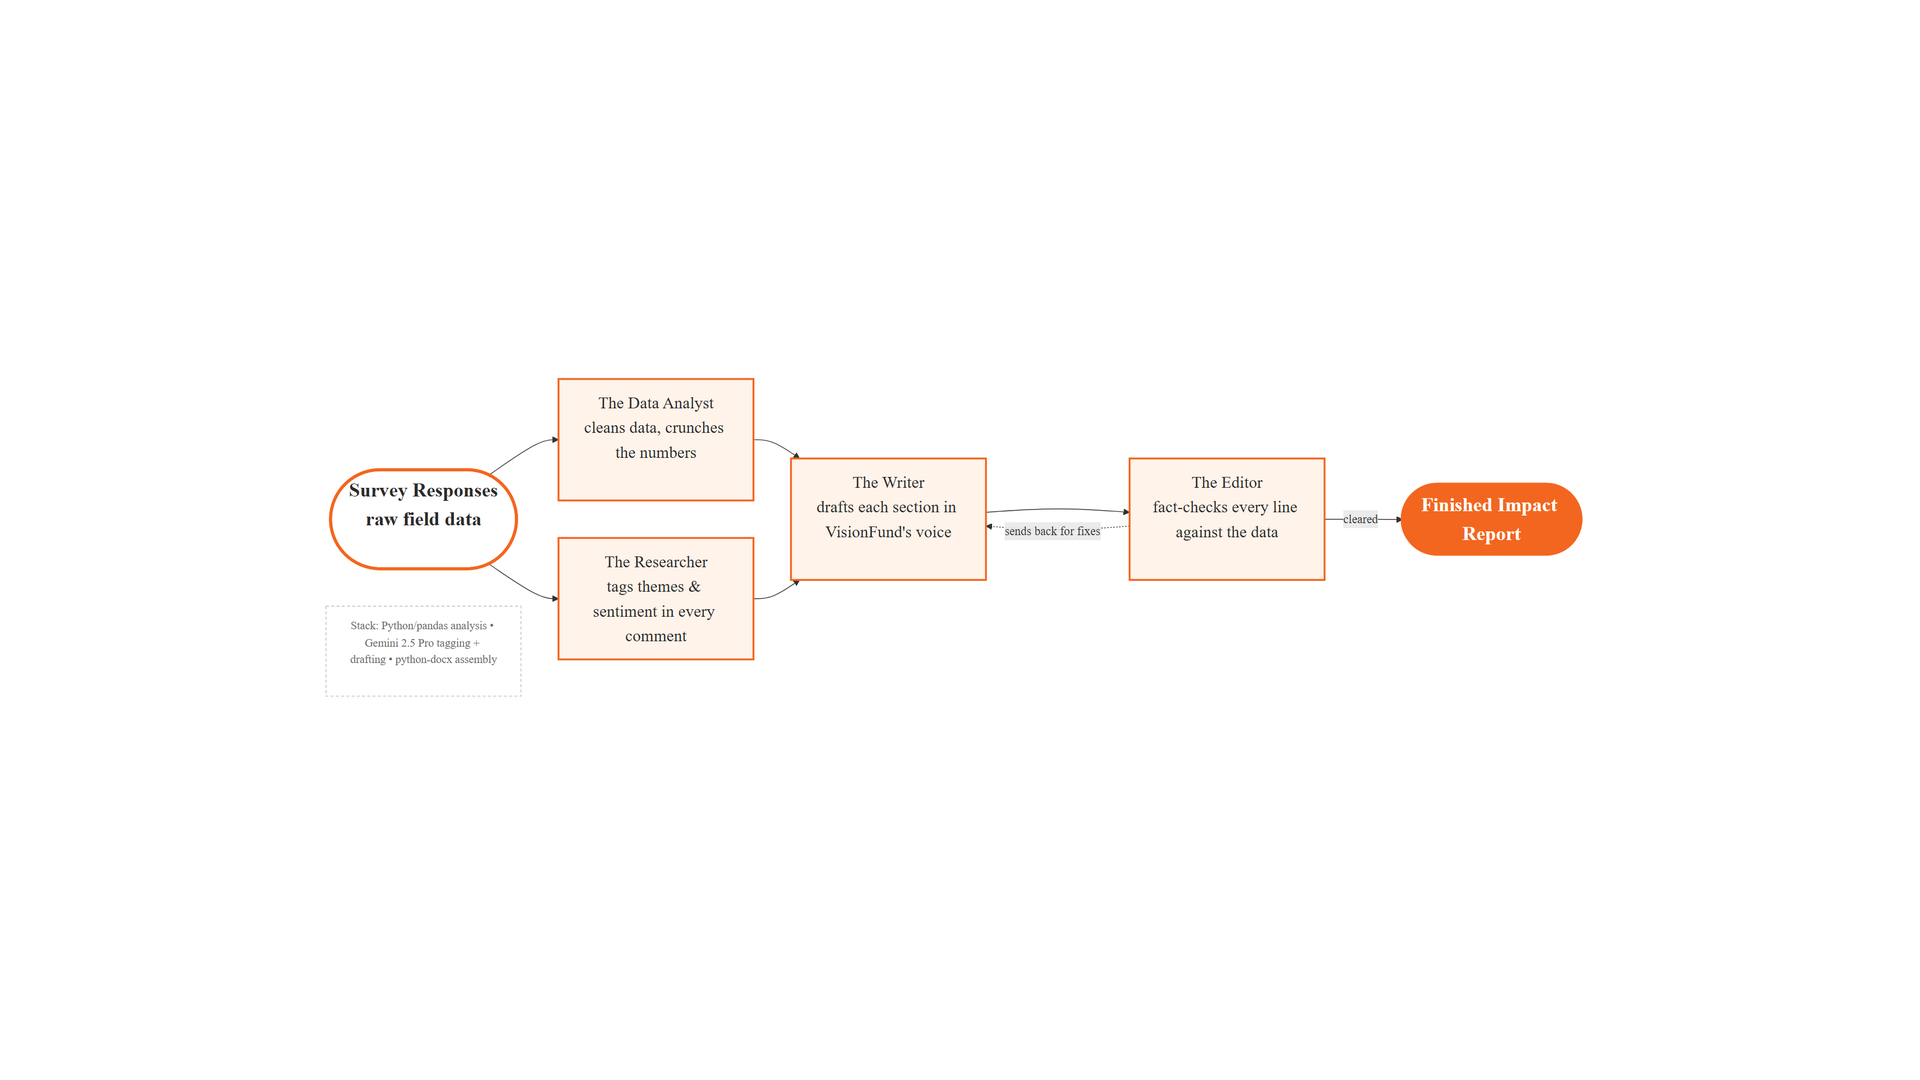 Survey Responses
raw field data
Stack: Python/pandas analysis •
Gemini 2.5 Pro tagging +
drafting • python-docx assembly
The Data Analyst
cleans data, crunches
the numbers
The Researcher
tags themes &
sentiment in every
comment
The Writer
drafts each section in
VisionFund's voice
sends back for fixes
The Editor
fact-checks every line
against the data
cleared
Finished Impact
Report